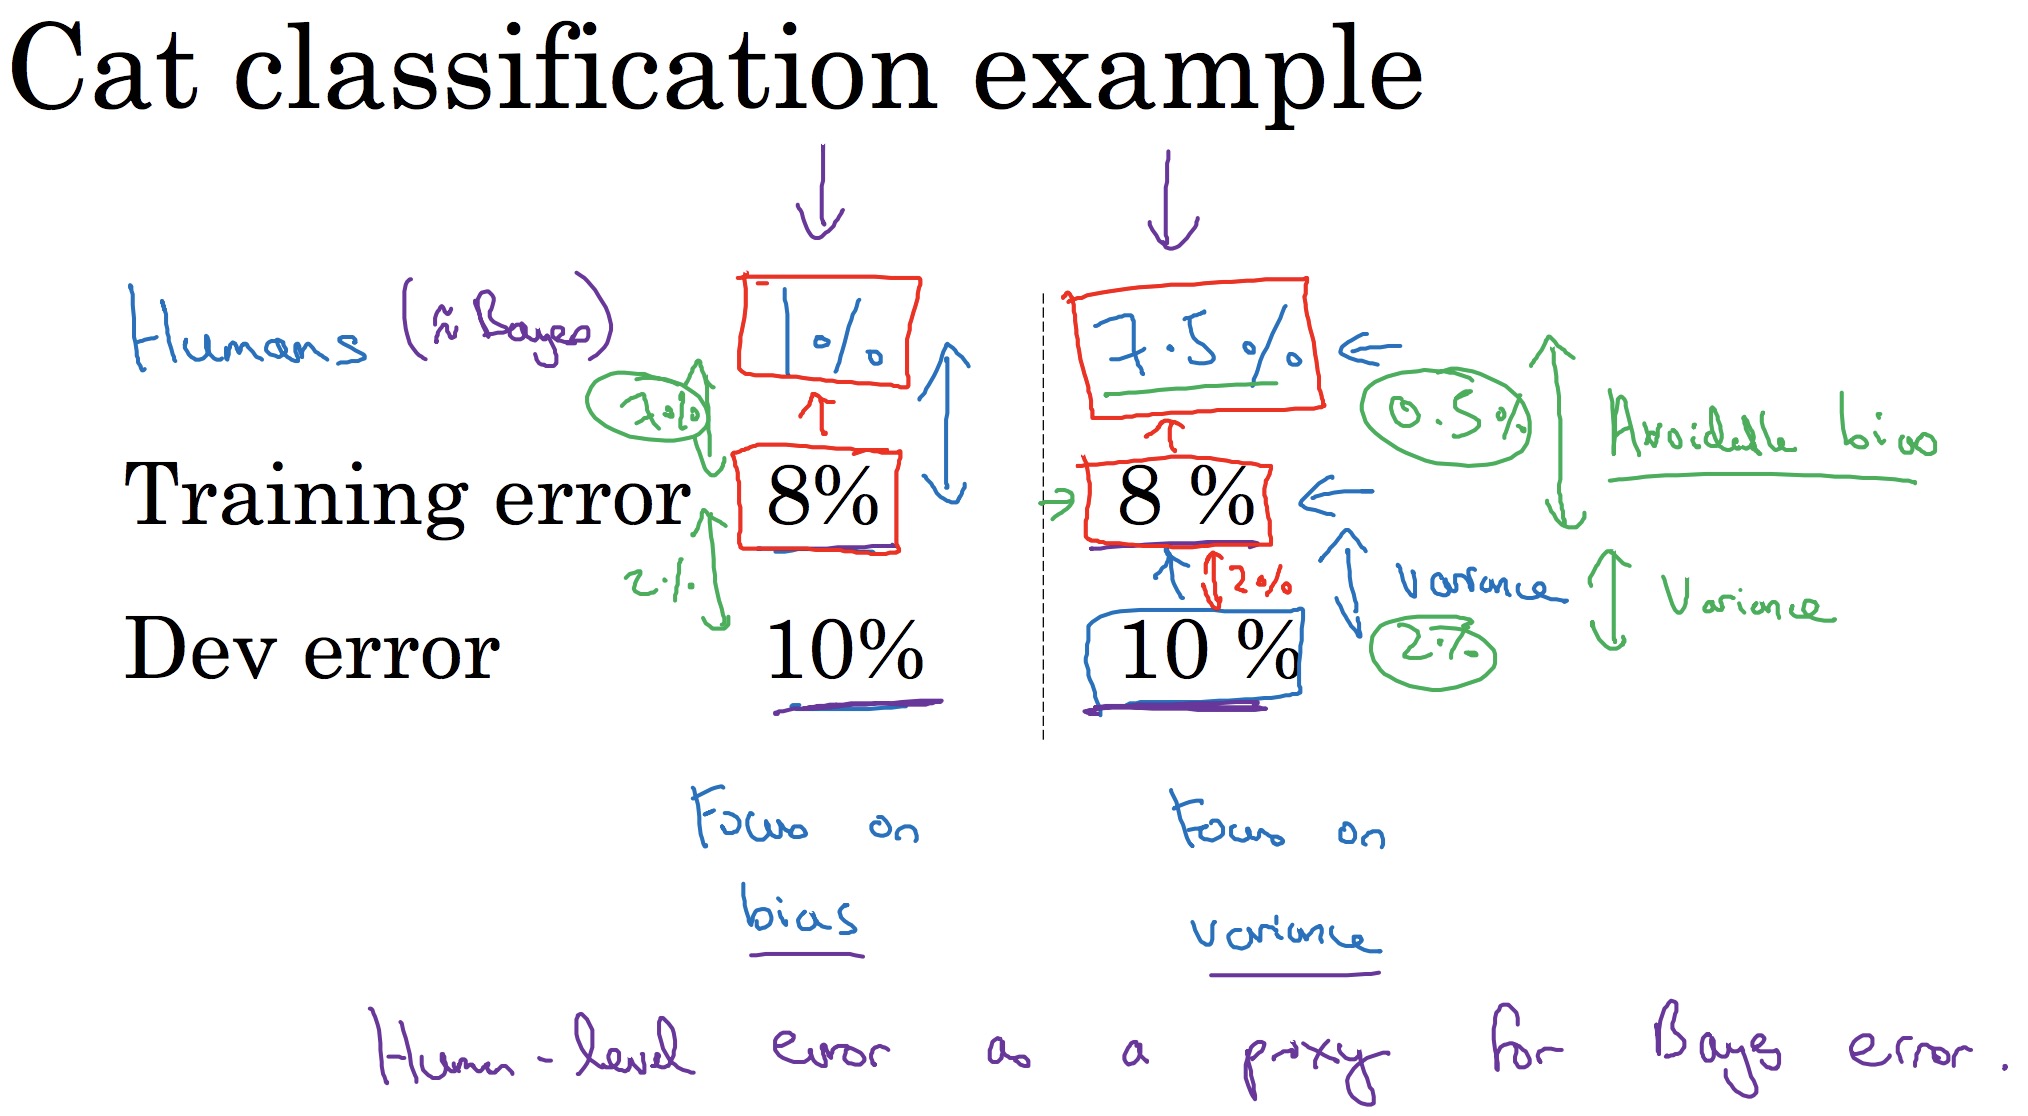 Cat classification example
Humans (≈ Bayes) 1% 7.5%
7% 0.5% Avoidable bias
Training error 8% 8 %
2% 2% variance Variance
Dev error 10% 10 % 2%
Focus on Focus on
bias variance
Human-level error as a proxy for Bayes error.